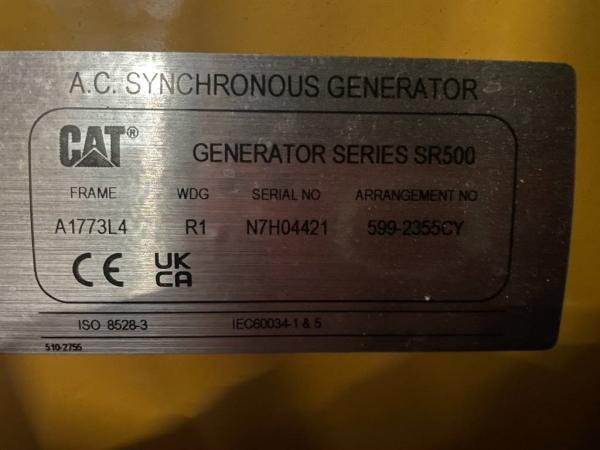 A.C. SYNCHRONOUS GENERATOR
CAT® GENERATOR SERIES SR500
FRAME WDG SERIAL NO ARRANGEMENT NO
A1773L4 R1 N7H04421 599-2355CY
CE UK
CA
ISO 8528-3 IEC60034-1 & 5
510-2755